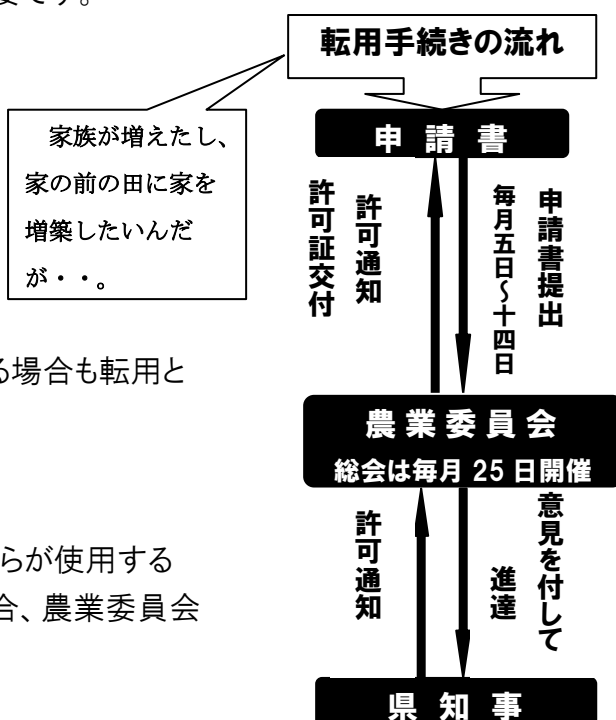 要です。
転用手続きの流れ
家族が増えたし、
家の前の田に家を
増築したいんだ
が・・。
申請書
申請書提出
毎月五日～十四日
許可通知
許可証交付
る場合も転用と
農業委員会
総会は毎月 25 日開催
らが使用する
合、農業委員会
意見を付して
進達
許可通知
県知事